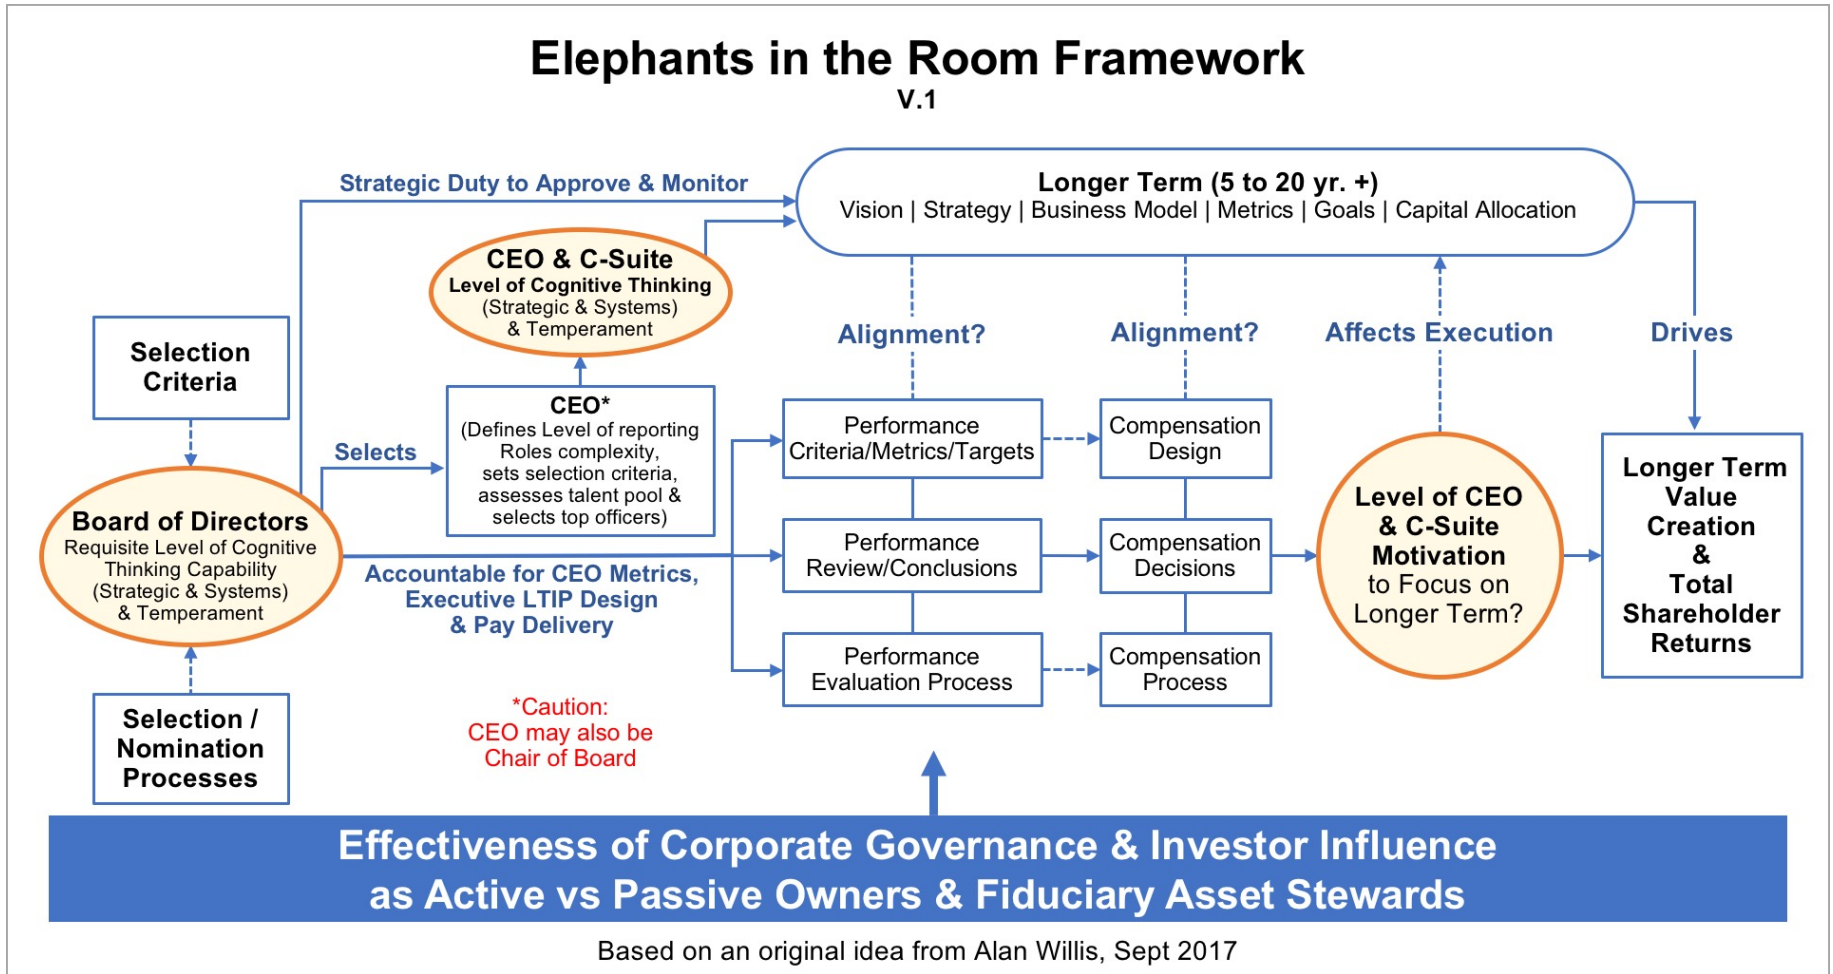 Elephants in the Room Framework
V.1
Strategic Duty to Approve & Monitor
Longer Term (5 to 20 yr. +)
Vision | Strategy | Business Model | Metrics | Goals | Capital Allocation
CEO & C-Suite
Level of Cognitive Thinking
(Strategic & Systems)
& Temperament
Selection
Criteria
Alignment?
Alignment?
Affects Execution
Drives
Selects
CEO*
(Defines Level of reporting
Roles complexity,
sets selection criteria,
assesses talent pool &
selects top officers)
Performance
Criteria/Metrics/Targets
Compensation
Design
Board of Directors
Requisite Level of Cognitive
Thinking Capability
(Strategic & Systems)
& Temperament
Accountable for CEO Metrics,
Executive LTIP Design
& Pay Delivery
Performance
Review/Conclusions
Compensation
Decisions
Level of CEO
& C-Suite
Motivation
to Focus on
Longer Term?
Longer Term
Value
Creation
&
Total
Shareholder
Returns
Performance
Evaluation Process
Compensation
Process
Selection /
Nomination
Processes
*Caution:
CEO may also be
Chair of Board
Effectiveness of Corporate Governance & Investor Influence
as Active vs Passive Owners & Fiduciary Asset Stewards
Based on an original idea from Alan Willis, Sept 2017